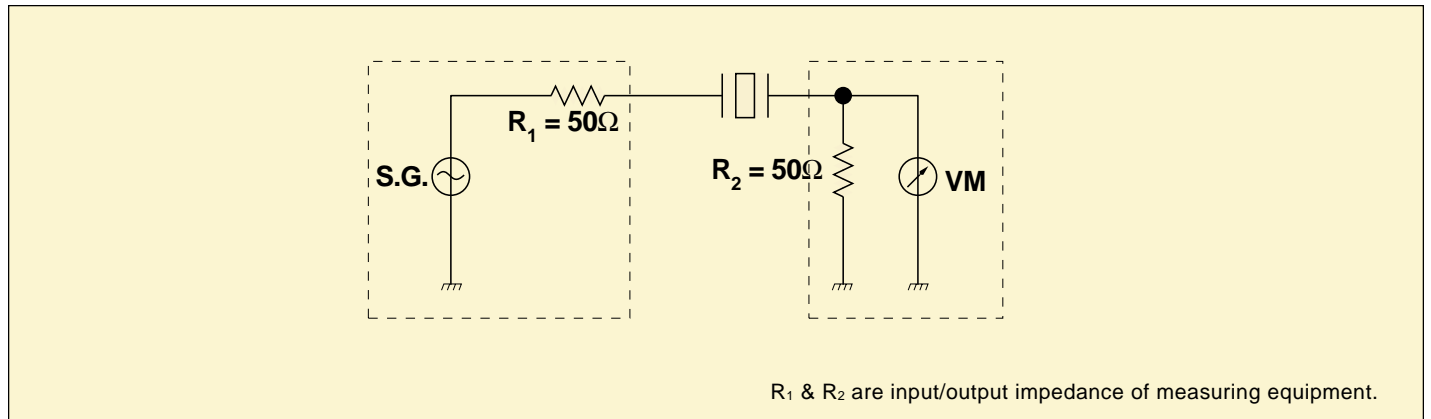 R₁ = 50Ω
S.G.
R₂ = 50Ω
VM
R₁ & R₂ are input/output impedance of measuring equipment.